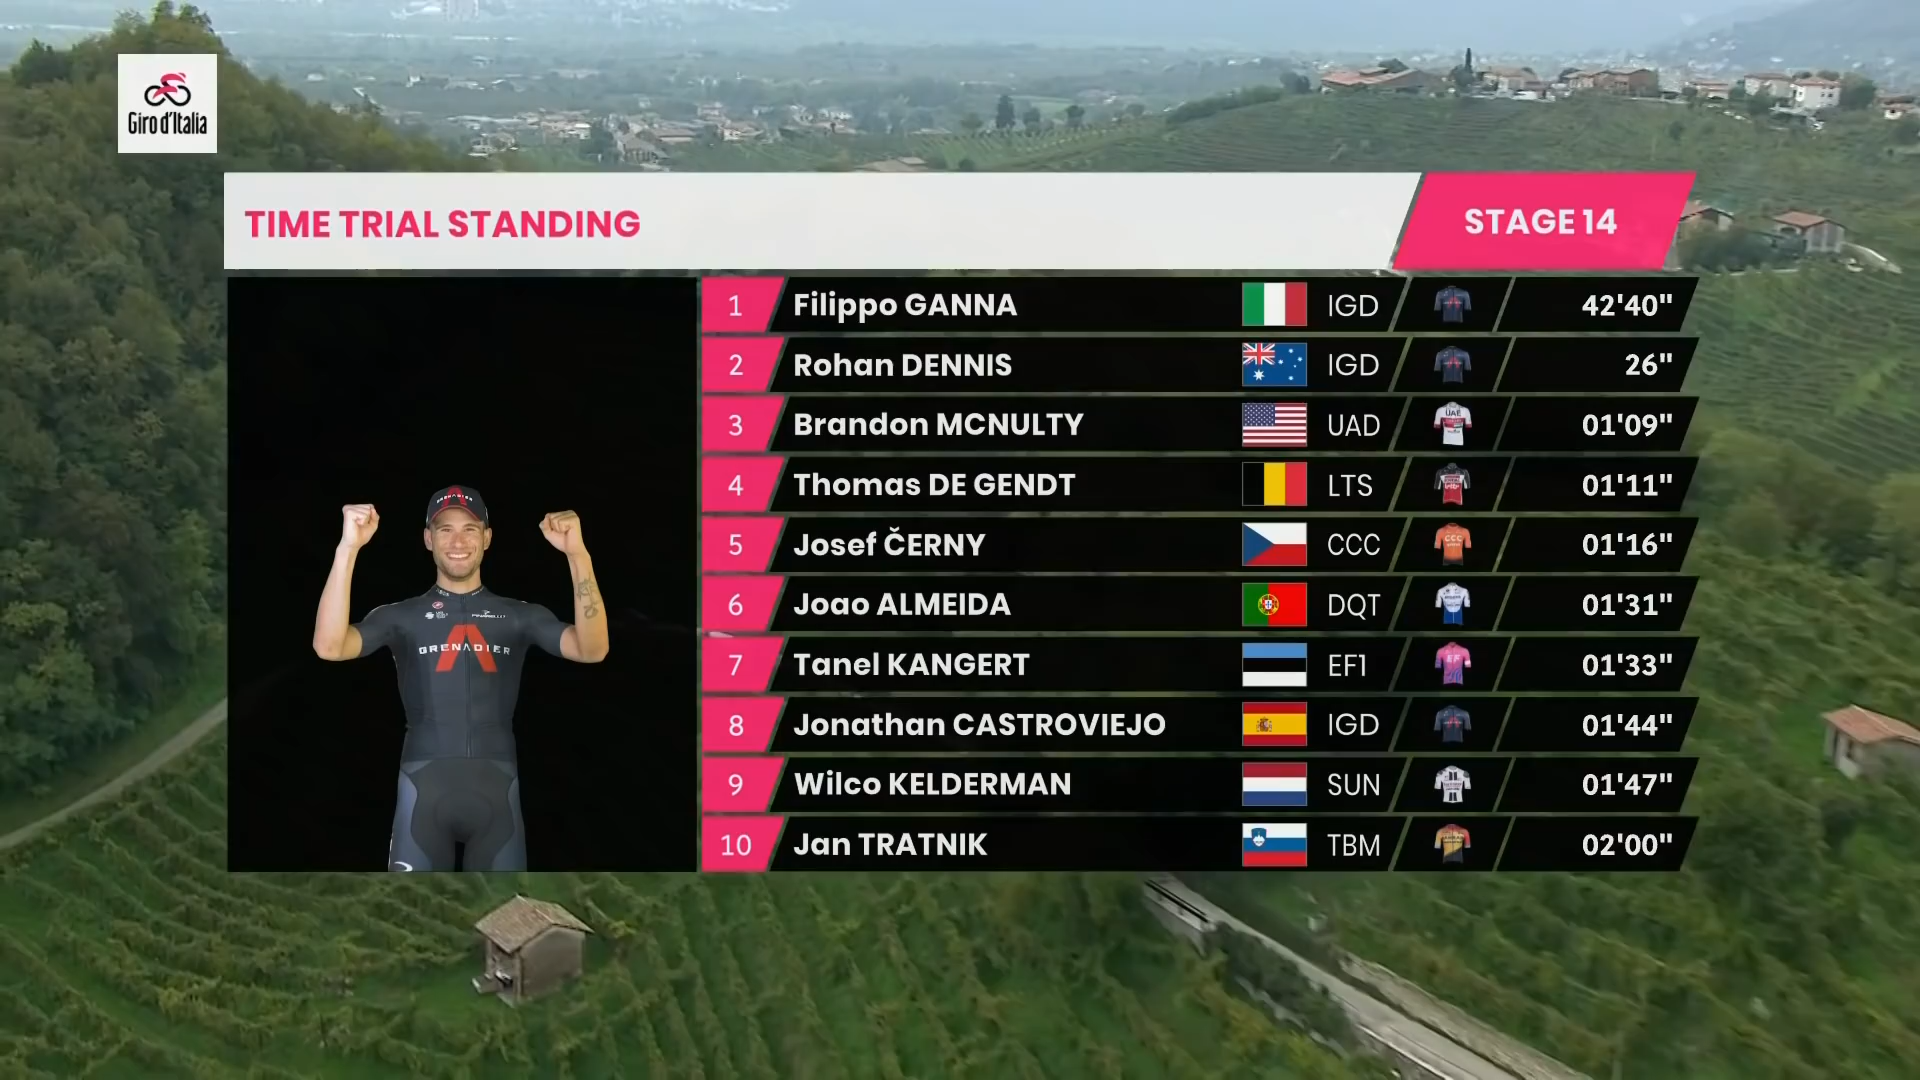 Giro d'Italia
TIME TRIAL STANDING STAGE 14
1 Filippo GANNA IGD 42'40"
2 Rohan DENNIS IGD 26"
3 Brandon MCNULTY UAD 01'09"
4 Thomas DE GENDT LTS 01'11"
5 Josef ČERNY CCC 01'16"
6 Joao ALMEIDA DQT 01'31"
7 Tanel KANGERT EF1 01'33"
8 Jonathan CASTROVIEJO IGD 01'44"
9 Wilco KELDERMAN SUN 01'47"
10 Jan TRATNIK TBM 02'00"
GRENADIER
UAE
CCC
EF